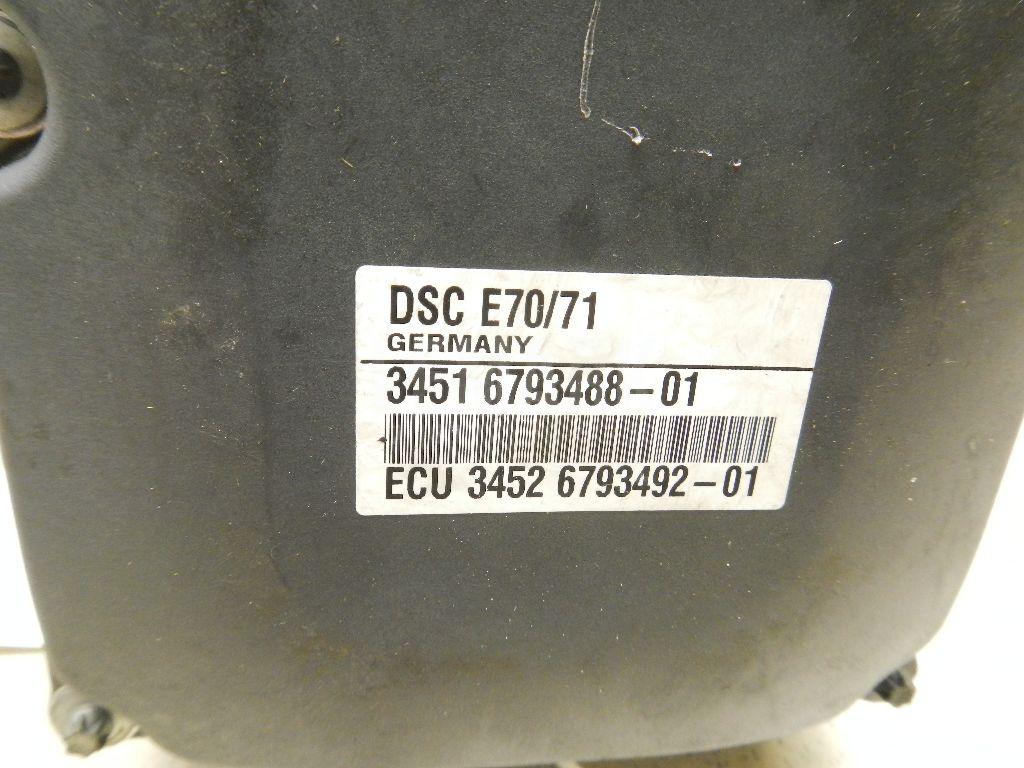 DSC E70/71
GERMANY
3451 6793488-01
ECU 3452 6793492-01